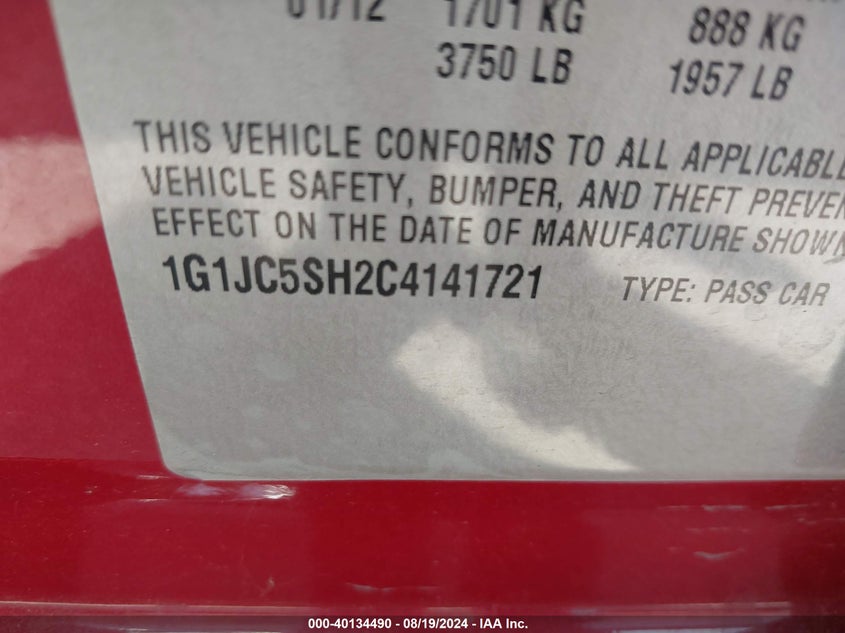 01/12 1701 KG 888 KG
3750 LB 1957 LB
THIS VEHICLE CONFORMS TO ALL APPLICABLE
VEHICLE SAFETY, BUMPER, AND THEFT PREVEN
EFFECT ON THE DATE OF MANUFACTURE SHOWN
1G1JC5SH2C4141721 TYPE: PASS CAR
000-40134490 - 08/19/2024 - IAA Inc.